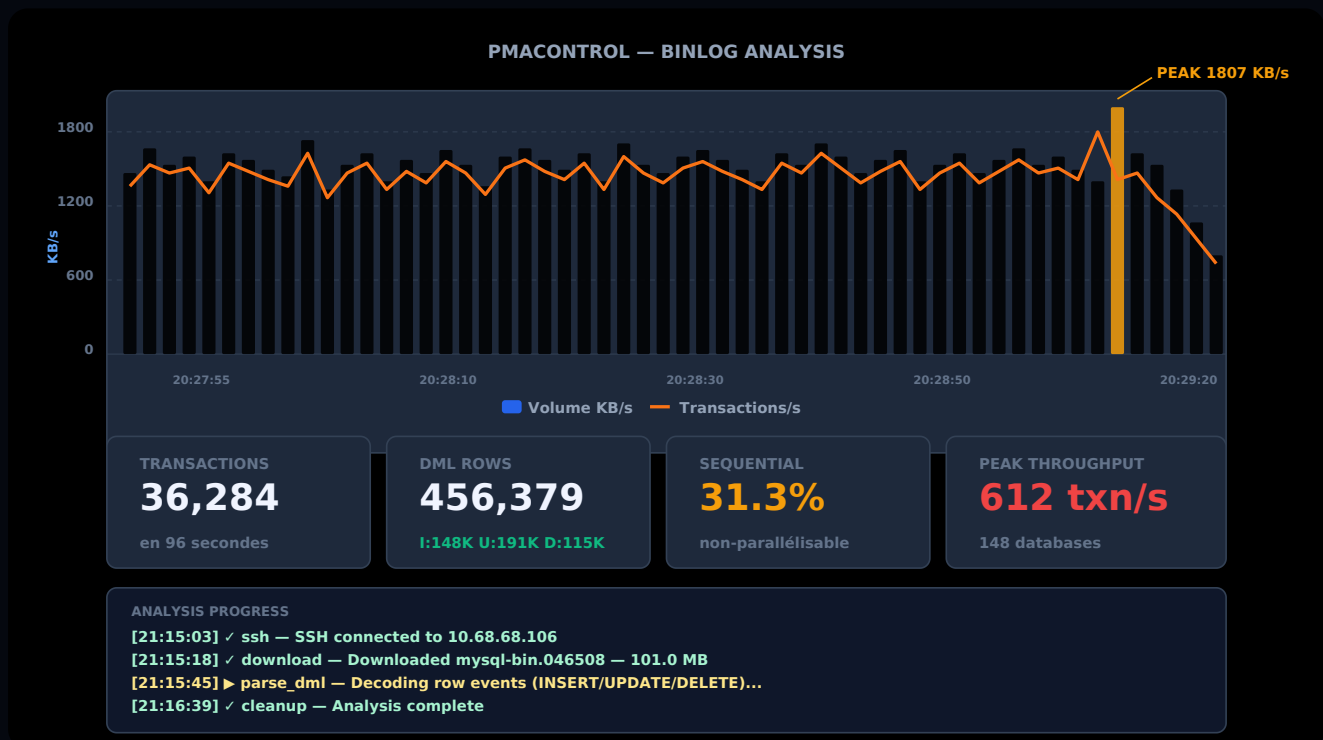 PMACONTROL — BINLOG ANALYSIS
PEAK 1807 KB/s
1800
1200
600
0
KB/s
20:27:55 20:28:10 20:28:30 20:28:50 20:29:20
Volume KB/s Transactions/s
TRANSACTIONS
36,284
en 96 secondes
DML ROWS
456,379
I:148K U:191K D:115K
SEQUENTIAL
31.3%
non-parallélisable
PEAK THROUGHPUT
612 txn/s
148 databases
ANALYSIS PROGRESS
[21:15:03] ✓ ssh — SSH connected to 10.68.68.106
[21:15:18] ✓ download — Downloaded mysql-bin.046508 — 101.0 MB
[21:15:45] ▶ parse_dml — Decoding row events (INSERT/UPDATE/DELETE)...
[21:16:39] ✓ cleanup — Analysis complete